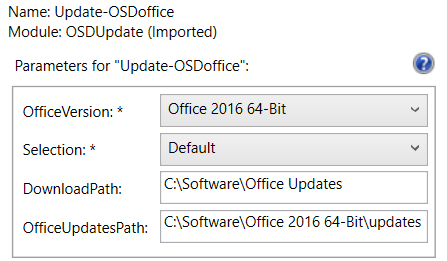 Name: Update-OSDoffice
Module: OSDUpdate (Imported)
Parameters for "Update-OSDoffice":
?
OfficeVersion: * Office 2016 64-Bit
Selection: * Default
DownloadPath: C:\Software\Office Updates
OfficeUpdatesPath: C:\Software\Office 2016 64-Bit\updates